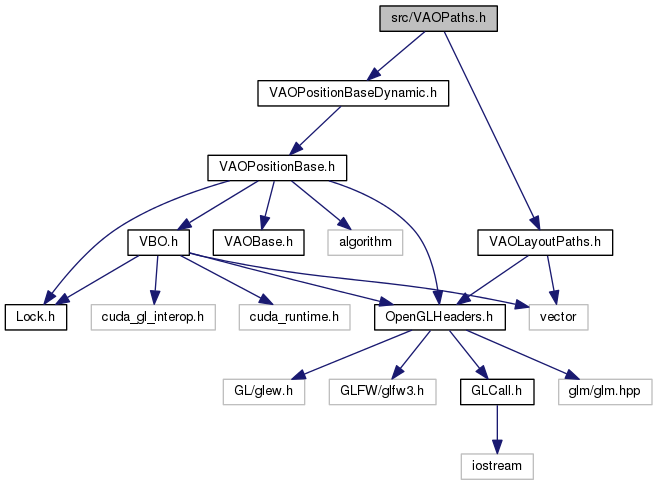 src/VAOPaths.h
VAOPositionBaseDynamic.h
VAOPositionBase.h
VBO.h
VAOBase.h
algorithm
VAOLayoutPaths.h
Lock.h
cuda_gl_interop.h
cuda_runtime.h
OpenGLHeaders.h
vector
GL/glew.h
GLFW/glfw3.h
GLCall.h
glm/glm.hpp
iostream